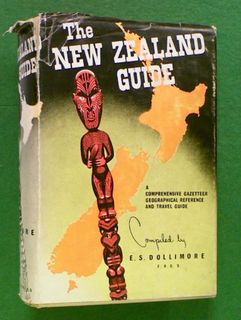 The
NEW ZEALAND
GUIDE
A
COMPREHENSIVE GAZETTEER
GEOGRAPHICAL REFERENCE
AND TRAVEL GUIDE
Compiled by
E. S. DOLLIMORE
F.R.G.S.
GUIDE